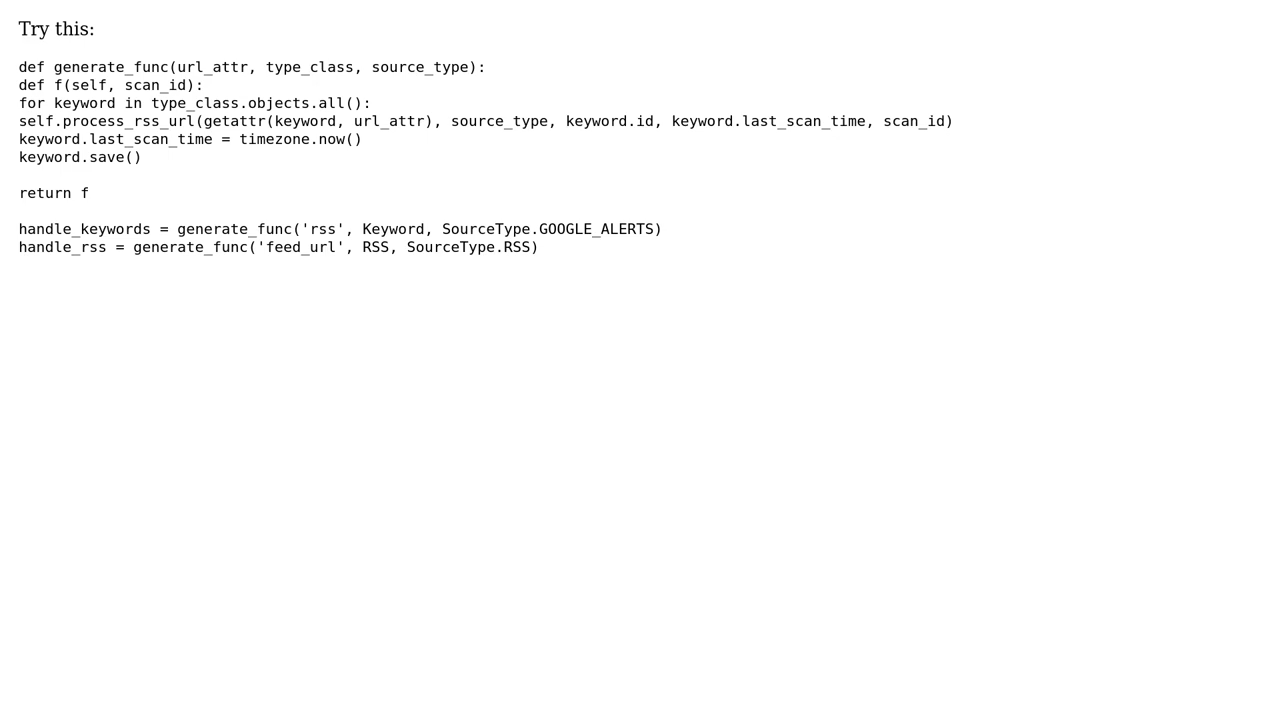 Try this:
def generate_func(url_attr, type_class, source_type):
def f(self, scan_id):
for keyword in type_class.objects.all():
self.process_rss_url(getattr(keyword, url_attr), source_type, keyword.id, keyword.last_scan_time, scan_id)
keyword.last_scan_time = timezone.now()
keyword.save()
return f
handle_keywords = generate_func('rss', Keyword, SourceType.GOOGLE_ALERTS)
handle_rss = generate_func('feed_url', RSS, SourceType.RSS)